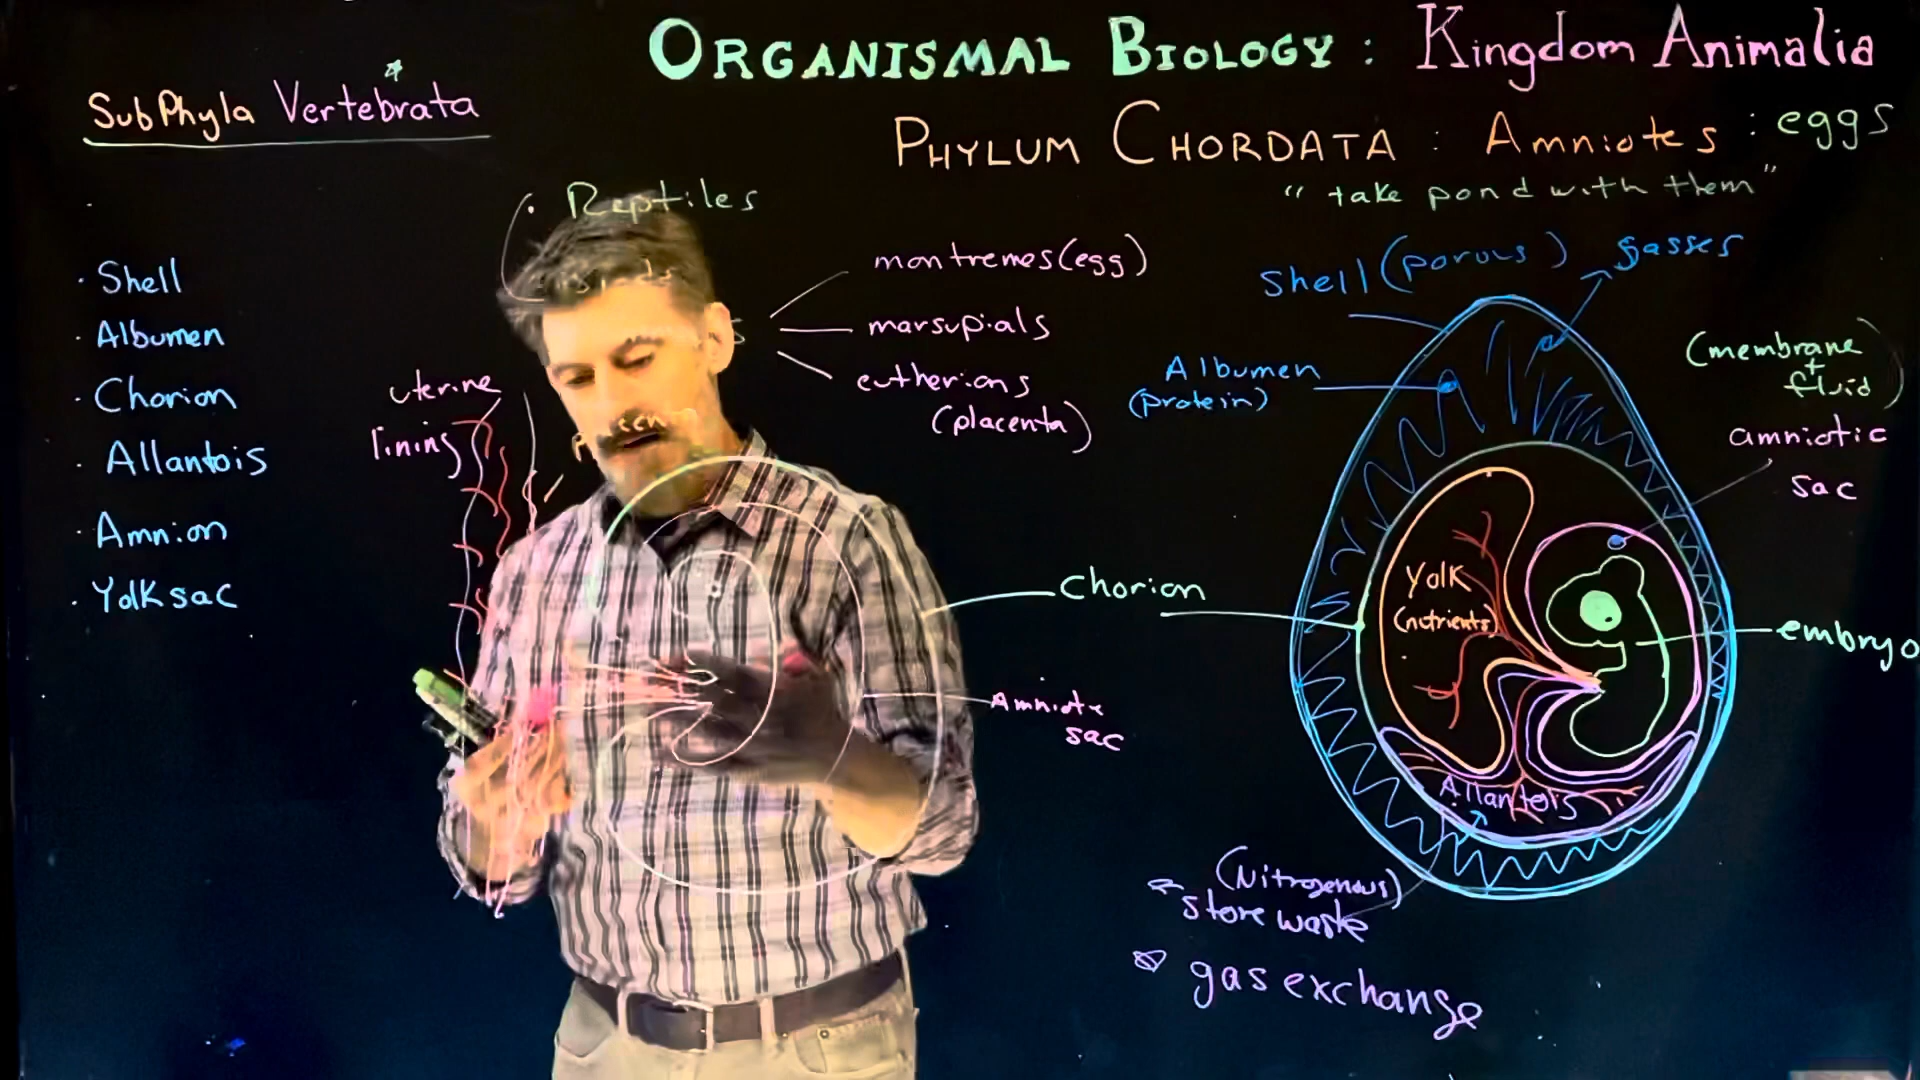 ORGANISMAL BIOLOGY : Kingdom Animalia
PHYLUM CHORDATA : Amniotes : eggs
"take pond with them"
SubPhyla Vertebrata
· Shell
· Albumen
· Chorion
· Allantois
· Amnion
· Yolk sac
· Reptiles
montremes (egg)
marsupials
eutherians
(placenta)
uterine
lining
Chorion
Amniote
sac
Shell (porous)
gasses
Albumen
(protein)
(membrane
+
fluid)
amniotic
sac
Yolk
(nutrients)
embryo
Allantois
(Nitrogenous)
store waste
gas exchange